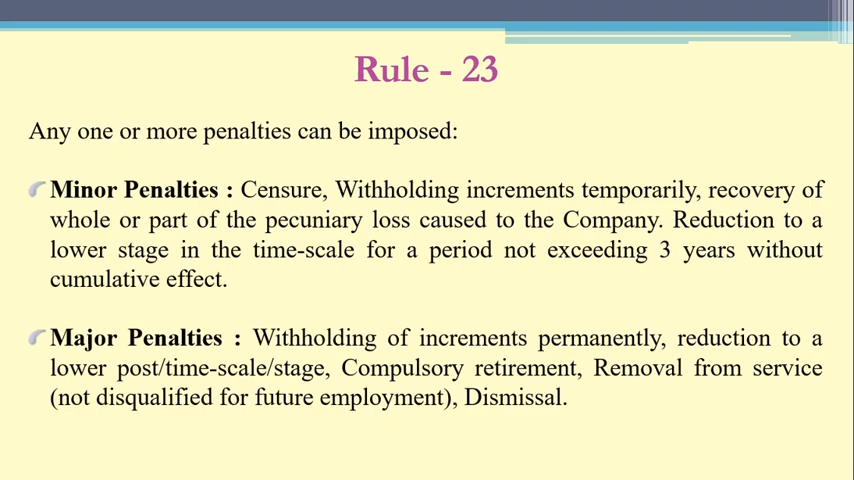 Rule - 23
Any one or more penalties can be imposed:
Minor Penalties : Censure, Withholding increments temporarily, recovery of
whole or part of the pecuniary loss caused to the Company. Reduction to a
lower stage in the time-scale for a period not exceeding 3 years without
cumulative effect.
Major Penalties : Withholding of increments permanently, reduction to a
lower post/time-scale/stage, Compulsory retirement, Removal from service
(not disqualified for future employment), Dismissal.